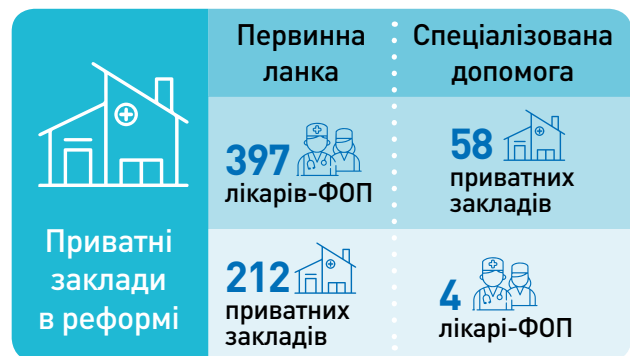 Приватні
заклади
в реформі
Первинна
ланка
Спеціалізована
допомога
397
лікарів-ФОП
58
приватних
закладів
212
приватних
закладів
4
лікарі-ФОП